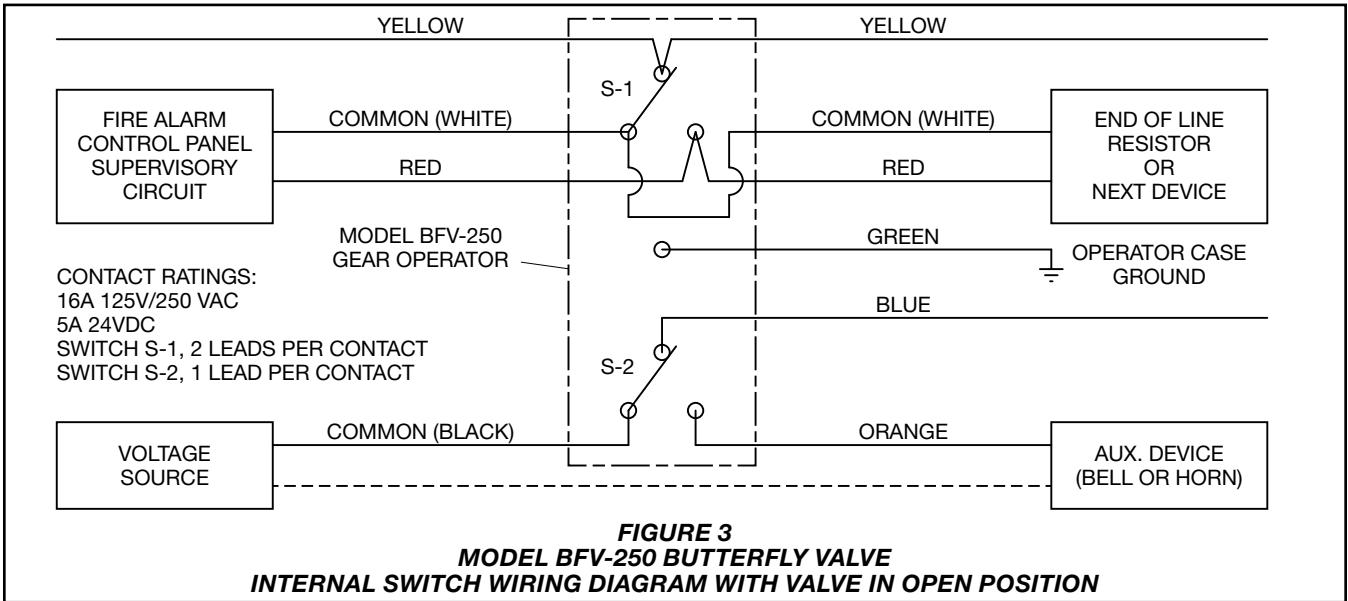 YELLOW
YELLOW
S-1
FIRE ALARM
CONTROL PANEL
SUPERVISORY
CIRCUIT
COMMON (WHITE)
COMMON (WHITE)
END OF LINE
RESISTOR
OR
NEXT DEVICE
RED
RED
MODEL BFV-250
GEAR OPERATOR
GREEN
OPERATOR CASE
GROUND
CONTACT RATINGS:
16A 125V/250 VAC
5A 24VDC
SWITCH S-1, 2 LEADS PER CONTACT
SWITCH S-2, 1 LEAD PER CONTACT
BLUE
S-2
VOLTAGE
SOURCE
COMMON (BLACK)
ORANGE
AUX. DEVICE
(BELL OR HORN)
FIGURE 3
MODEL BFV-250 BUTTERFLY VALVE
INTERNAL SWITCH WIRING DIAGRAM WITH VALVE IN OPEN POSITION